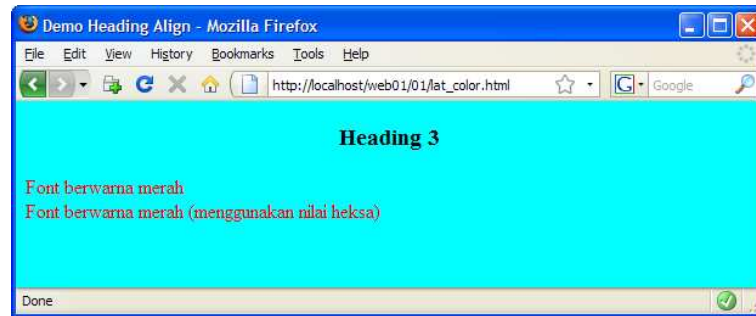 Demo Heading Align - Mozilla Firefox
File Edit View History Bookmarks Tools Help
http://localhost/web01/01/lat_color.html G Google
Heading 3
Font berwarna merah
Font berwarna merah (menggunakan nilai heksa)
Done